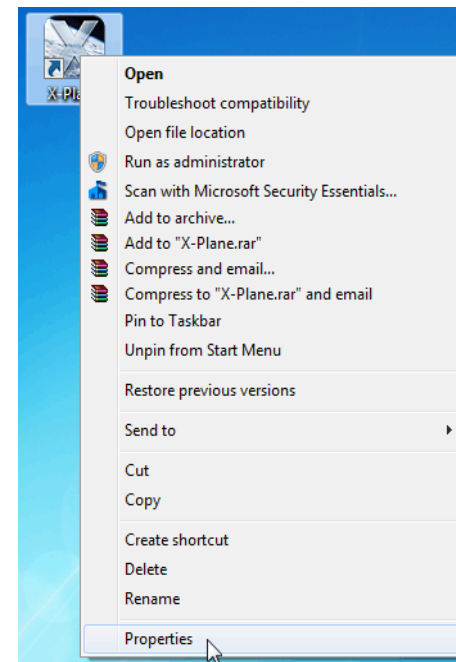 Open
Troubleshoot compatibility
Open file location
Run as administrator
Scan with Microsoft Security Essentials...
Add to archive...
Add to "X-Plane.rar"
Compress and email...
Compress to "X-Plane.rar" and email
Pin to Taskbar
Unpin from Start Menu
Restore previous versions
Send to
Cut
Copy
Create shortcut
Delete
Rename
Properties